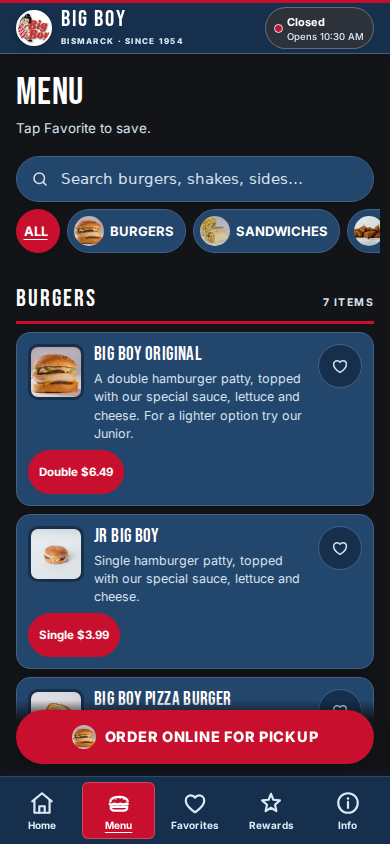 Big Boy
BIG BOY
BISMARCK · SINCE 1954
Closed
Opens 10:30 AM
MENU
Tap Favorite to save.
Search burgers, shakes, sides...
ALL
BURGERS
SANDWICHES
BURGERS
7 ITEMS
BIG BOY ORIGINAL
A double hamburger patty, topped
with our special sauce, lettuce and
cheese. For a lighter option try our
Junior.
Double $6.49
JR BIG BOY
Single hamburger patty, topped
with our special sauce, lettuce and
cheese.
Single $3.99
BIG BOY PIZZA BURGER
ORDER ONLINE FOR PICKUP
Home
Menu
Favorites
Rewards
Info